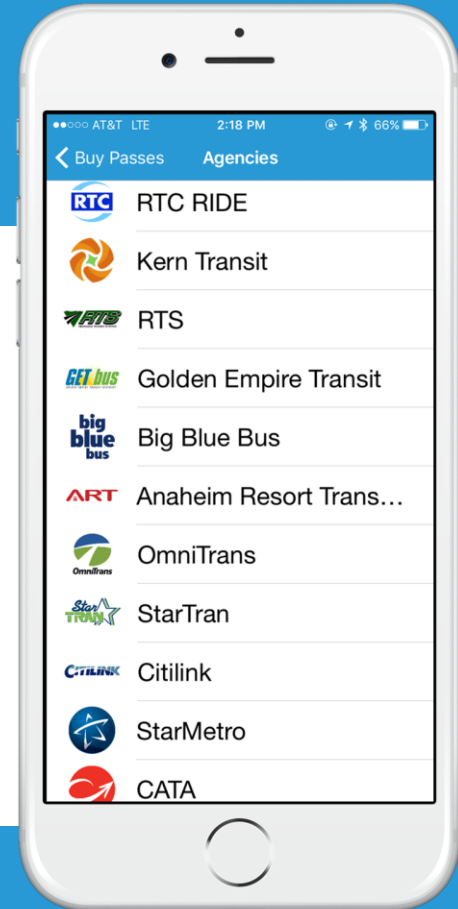 AT&T LTE 2:18 PM 66%
Buy Passes Agencies
RTC RTC RIDE
Kern Transit
RTS RTS
GET bus Golden Empire Transit
big
blue
bus
Big Blue Bus
ART Anaheim Resort Trans...
OmniTrans
OmniTrans
Star
TRAN
StarTran
CITILINK Citilink
StarMetro
CATA